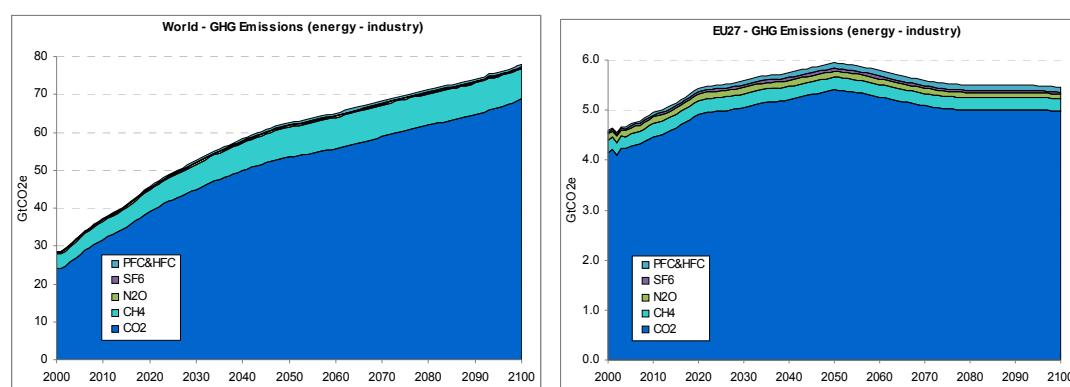 World - GHG Emissions (energy - industry)
80
70
60
50
40
30
20
10
0
GtCO2e
PFC&HFC
SF6
N2O
CH4
CO2
2000 2010 2020 2030 2040 2050 2060 2070 2080 2090 2100
EU27 - GHG Emissions (energy - industry)
6.0
5.0
4.0
3.0
2.0
1.0
0.0
GtCO2e
PFC&HFC
SF6
N2O
CH4
CO2
2000 2010 2020 2030 2040 2050 2060 2070 2080 2090 2100